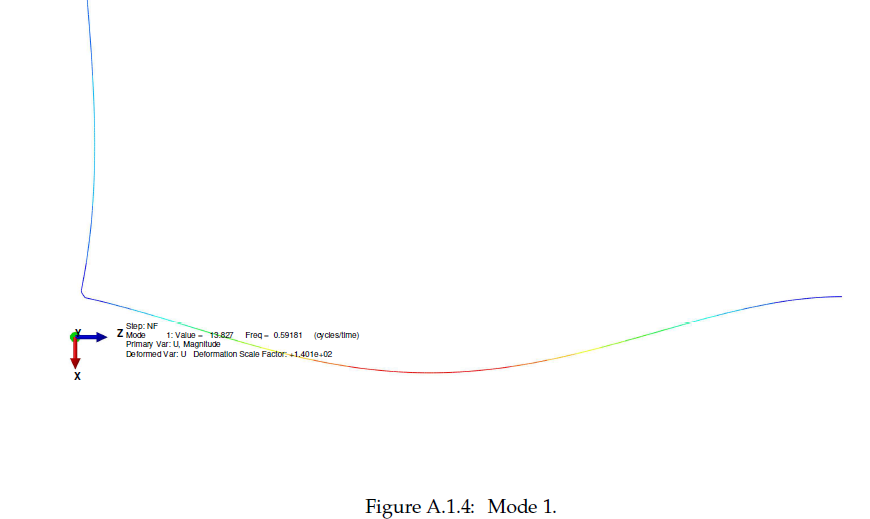 Y
Z
X
Step: NF
Mode 1: Value = 13.827 Freq = 0.59181 (cycles/time)
Primary Var: U, Magnitude
Deformed Var: U Deformation Scale Factor: +1.401e+02
Figure A.1.4: Mode 1.